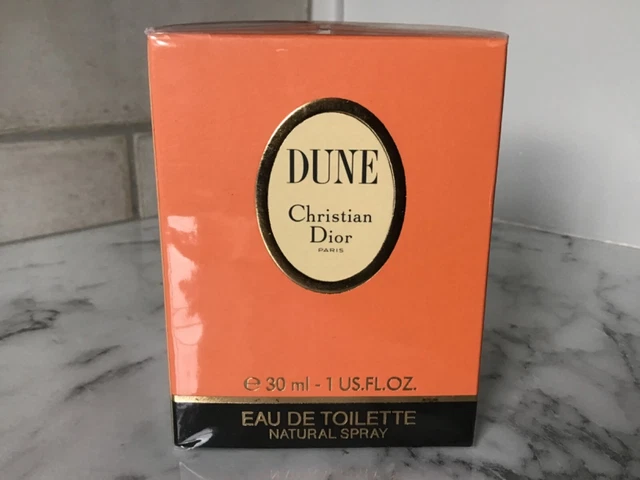 DUNE
Christian
Dior
PARIS
℮ 30 ml - 1 US.FL.OZ.
EAU DE TOILETTE
NATURAL SPRAY